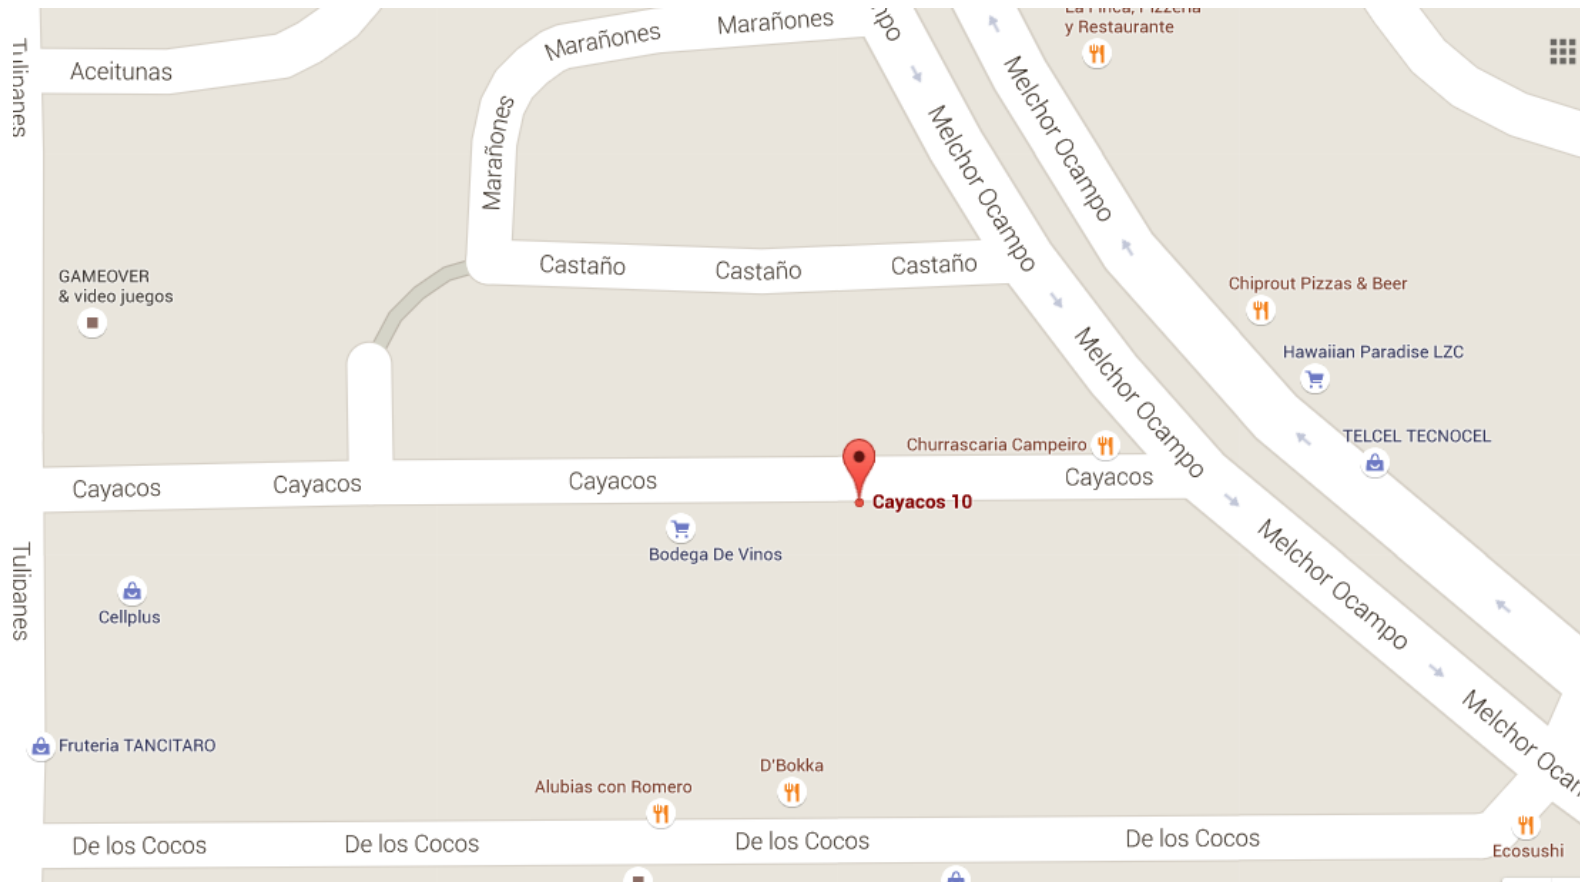 La Finca, Pizzeria
y Restaurante
Marañones
Marañones
Ocampo
Tulipanes
Aceitunas
Marañones
Melchor Ocampo
Melchor Ocampo
GAMEOVER
& video juegos
Castaño
Castaño
Castaño
Chiprout Pizzas & Beer
Hawaiian Paradise LZC
Melchor Ocampo
TELCEL TECNOCEL
Churrascaria Campeiro
Cayacos
Cayacos
Cayacos
Cayacos
Cayacos 10
Bodega De Vinos
Tulipanes
Cellplus
Melchor Ocampo
Fruteria TANCITARO
Melchor Ocam
D'Bokka
Alubias con Romero
De los Cocos
De los Cocos
De los Cocos
De los Cocos
Ecosushi